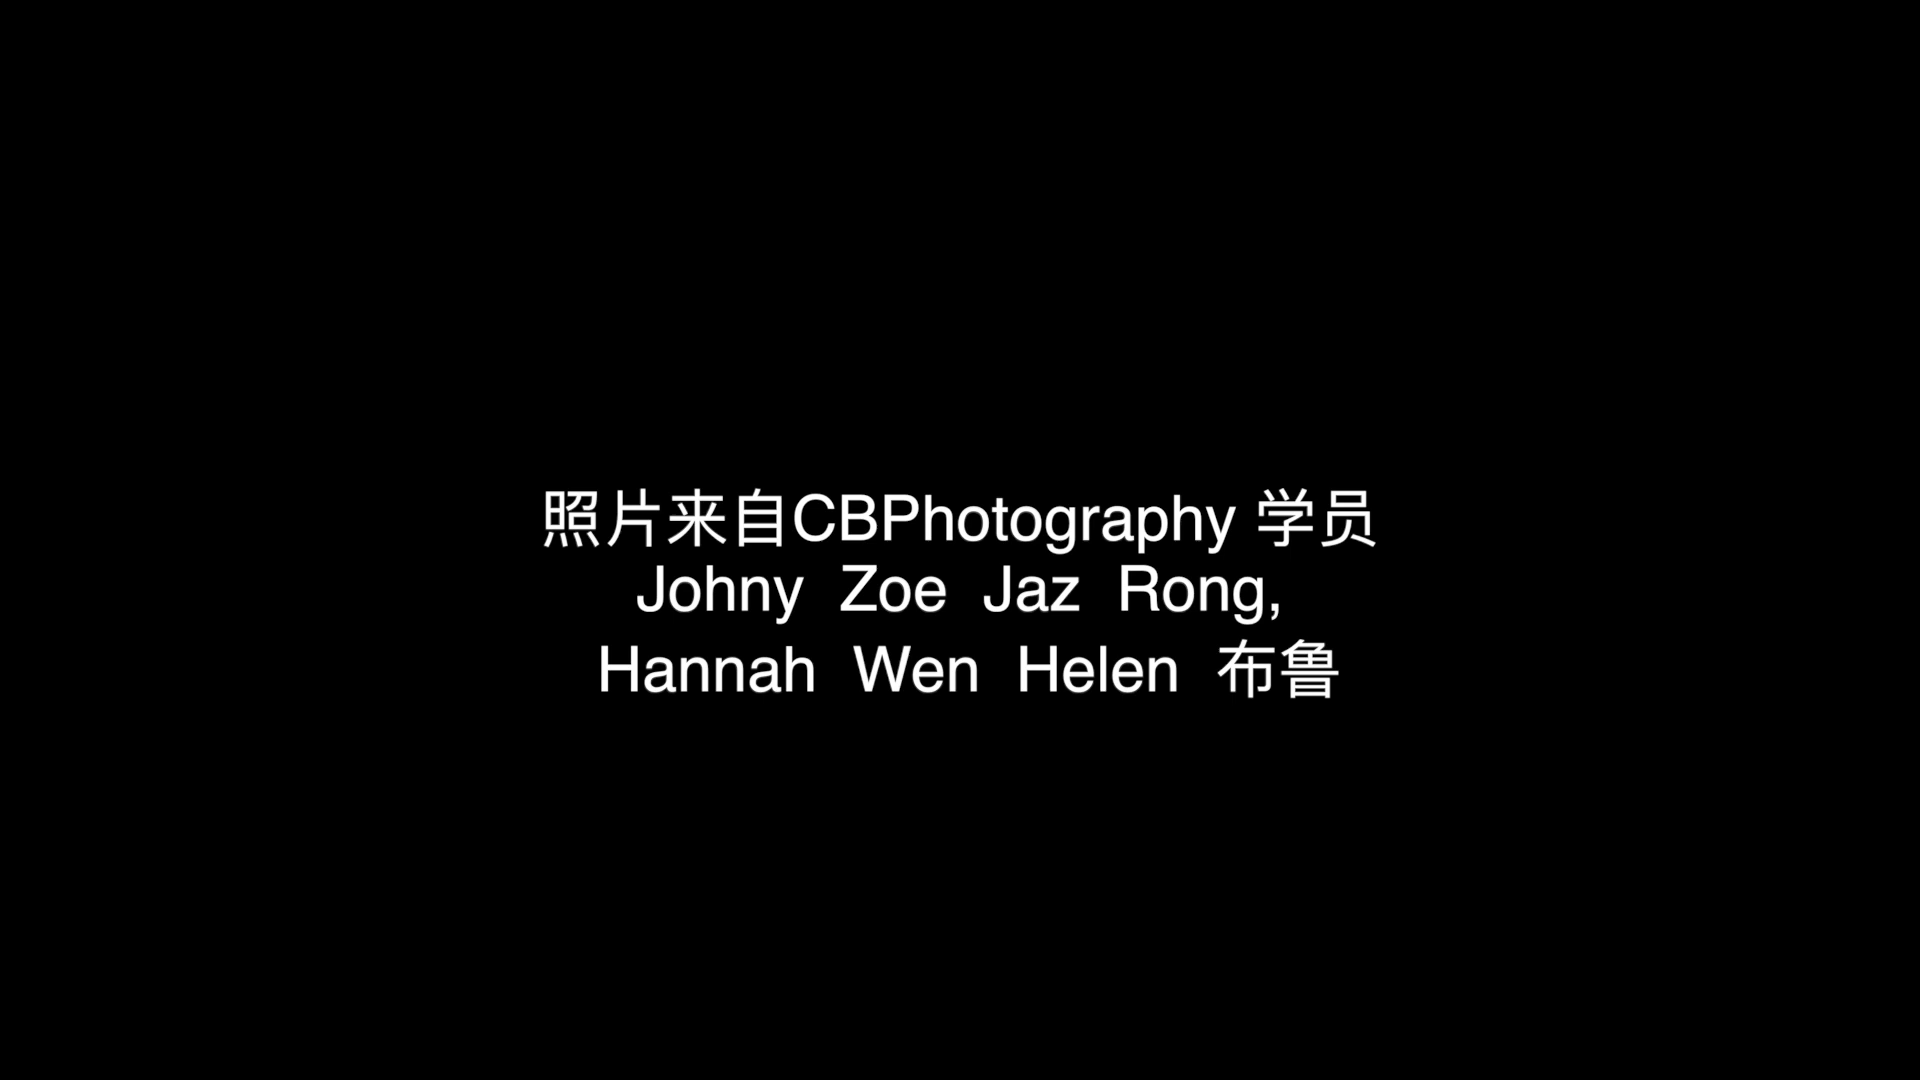 照片来自CBPhotography 学员
Johny Zoe Jaz Rong,
Hannah Wen Helen 布鲁